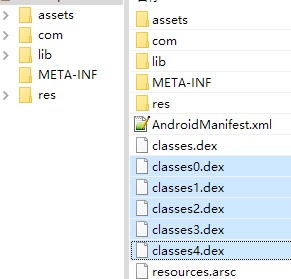 assets
com
lib
META-INF
res
assets
com
lib
META-INF
res
AndroidManifest.xml
classes.dex
classes0.dex
classes1.dex
classes2.dex
classes3.dex
classes4.dex
resources.arsc